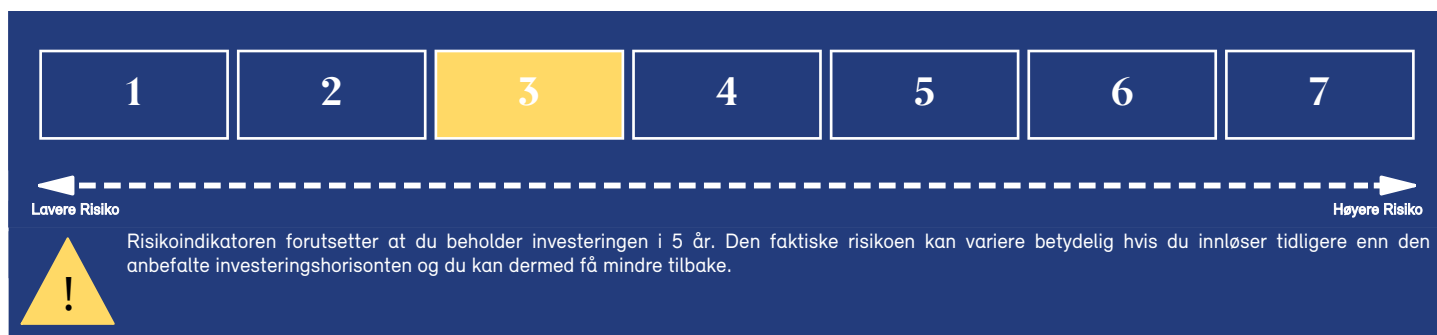 1 2 3 4 5 6 7
Lavere Risiko Høyere Risiko
Risikoindikatoren forutsetter at du beholder investeringen i 5 år. Den faktiske risikoen kan variere betydelig hvis du innløser tidligere enn den
anbefalte investeringshorisonten og du kan dermed få mindre tilbake.
!